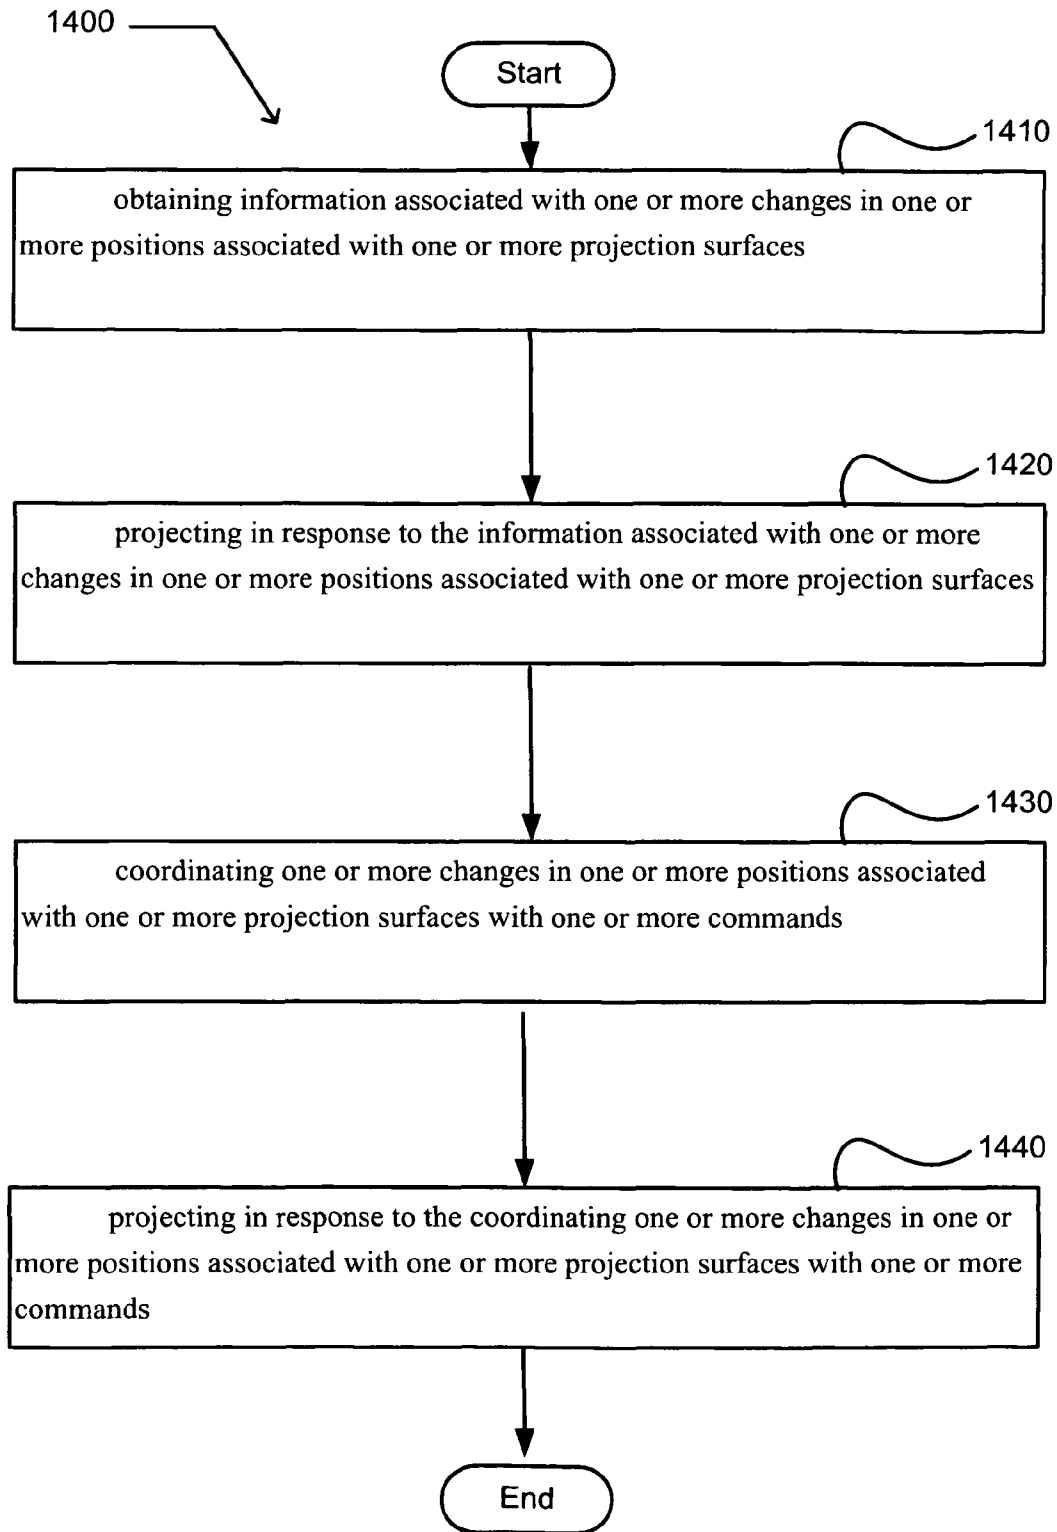 1400
Start
1410
obtaining information associated with one or more changes in one or
more positions associated with one or more projection surfaces
1420
projecting in response to the information associated with one or more
changes in one or more positions associated with one or more projection surfaces
1430
coordinating one or more changes in one or more positions associated
with one or more projection surfaces with one or more commands
1440
projecting in response to the coordinating one or more changes in one or
more positions associated with one or more projection surfaces with one or more
commands
End